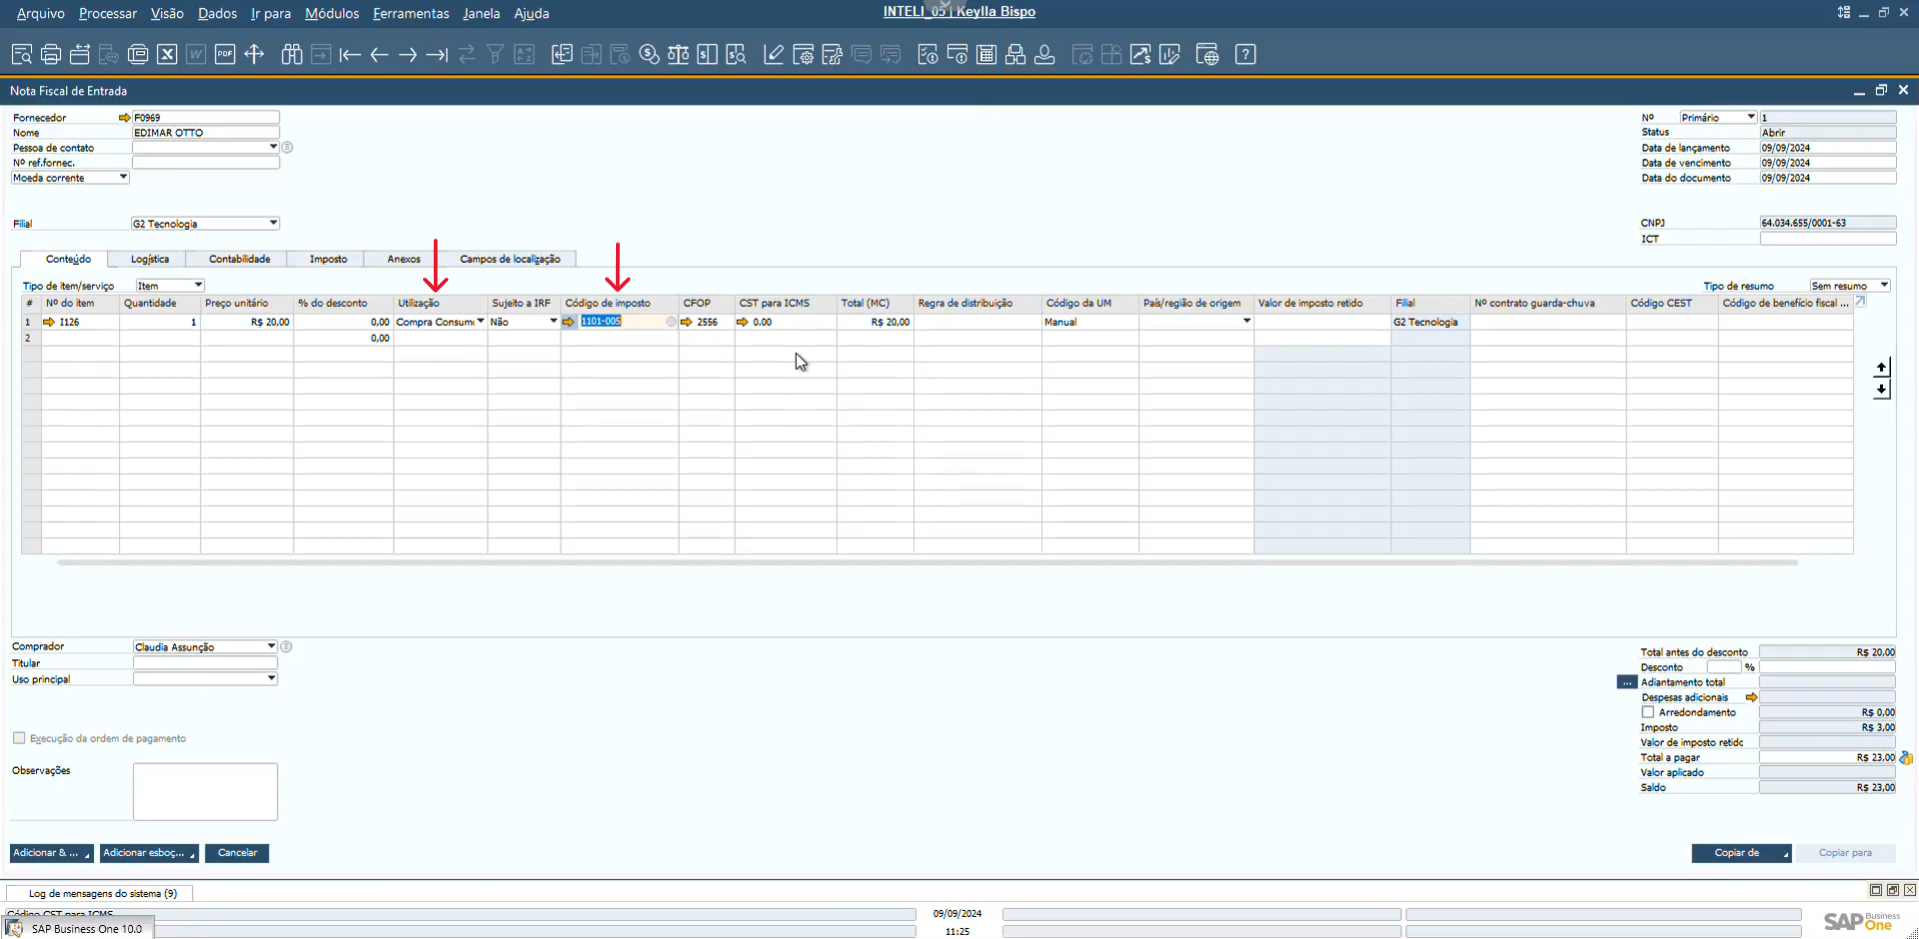 Arquivo Processar Visão Dados Ir para Módulos Ferramentas Janela Ajuda
INTELI_05 | Keylla Bispo
Nota Fiscal de Entrada
Fornecedor F0969
Nome EDIMAR OTTO
Pessoa de contato
Nº ref.fornec.
Moeda corrente
Filial G2 Tecnologia
Nº Primário 1
Status Abrir
Data de lançamento 09/09/2024
Data de vencimento 09/09/2024
Data do documento 09/09/2024
CNPJ 64.034.655/0001-63
ICT
Conteúdo Logística Contabilidade Imposto Anexos Campos de localização
Tipo de item/serviço Item Tipo de resumo Sem resumo
# Nº do item Quantidade Preço unitário % do desconto Utilização Sujeito a IRF Código de imposto CFOP CST para ICMS Total (MC) Regra de distribuição Código da UM País/região de origem Valor de imposto retido Filial Nº contrato guarda-chuva Código CEST Código de benefício fiscal ...
1 I126 1 R$ 20,00 0,00 Compra Consum Não 1101-005 2556 0.00 R$ 20,00 Manual G2 Tecnologia
2 0,00
Comprador Claudia Assunção
Titular
Uso principal
Execução da ordem de pagamento
Observações
Total antes do desconto R$ 20,00
Desconto %
... Adiantamento total
Despesas adicionais
Arredondamento R$ 0,00
Imposto R$ 3,00
Valor de imposto retido
Total a pagar R$ 23,00
Valor aplicado
Saldo R$ 23,00
Adicionar & ... Adicionar esboç... Cancelar Copiar de Copiar para
Log de mensagens do sistema (9)
Código CST para ICMS 09/09/2024
SAP Business One 10.0 11:25
SAP Business One